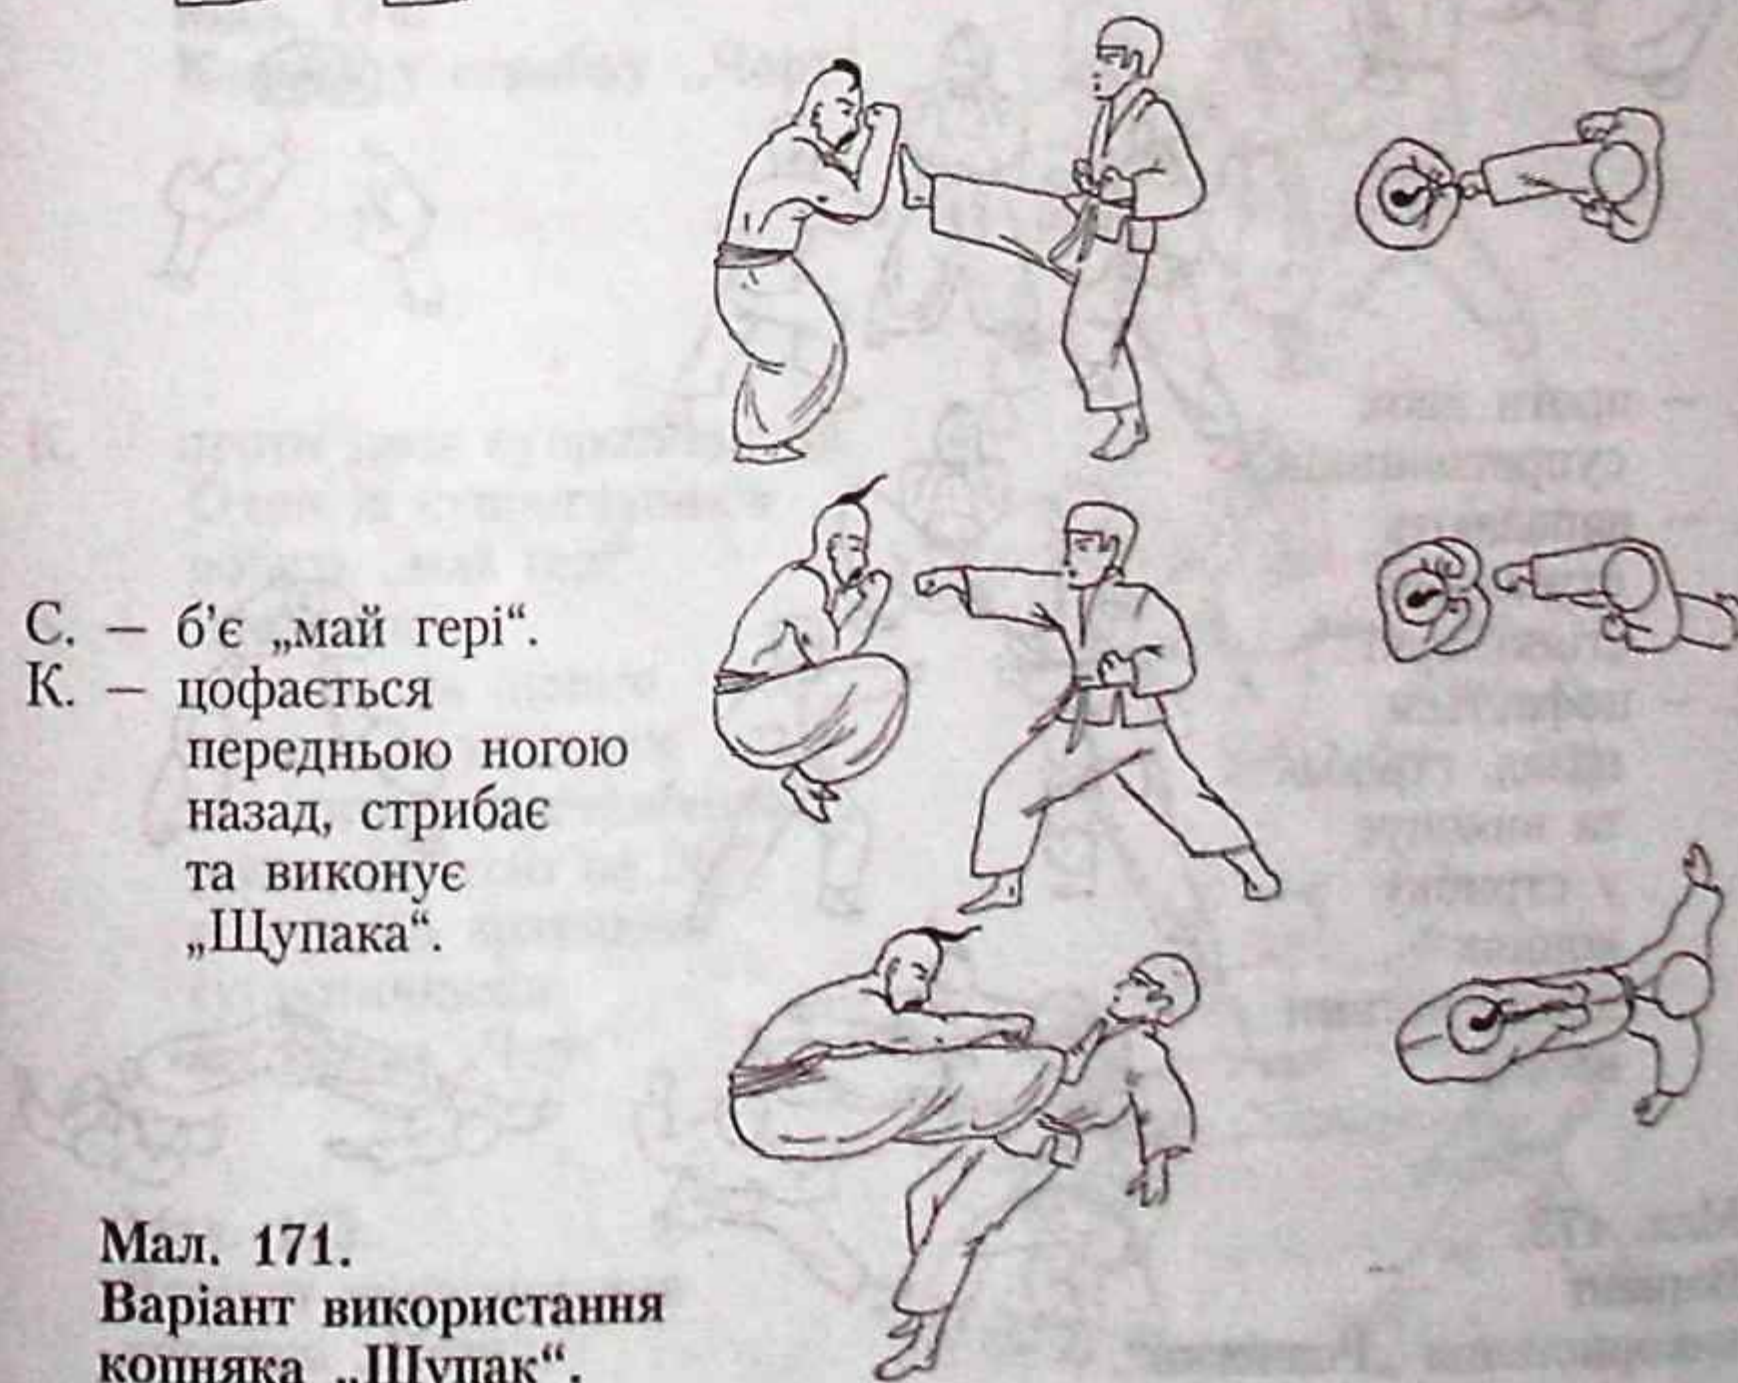 С. — б'є „май гері“.
К. — цофається
передньою ногою
назад, стрибає
та виконує
„Щупака“.
Мал. 171.
Варіант використання
копняка „Щупак“.